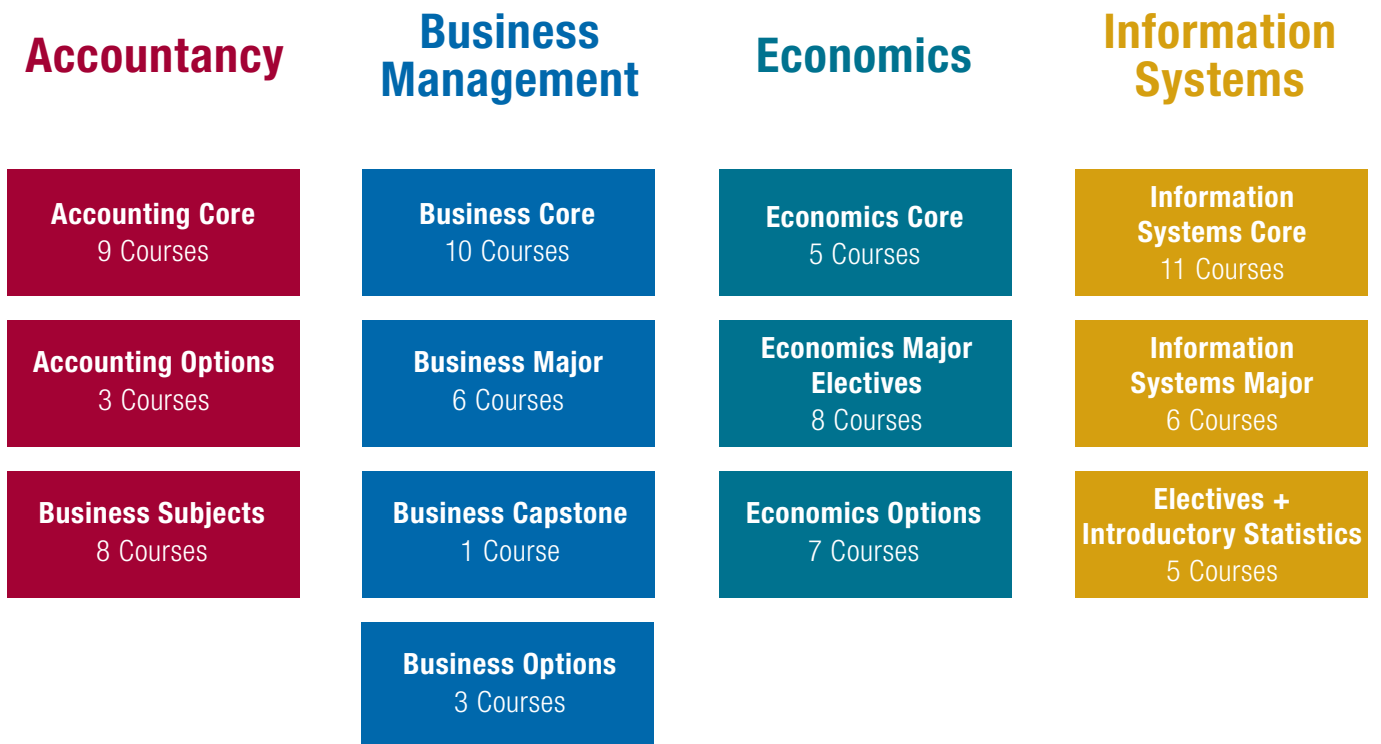 Accountancy
Business
Management
Economics
Information
Systems
Accounting Core
9 Courses
Business Core
10 Courses
Economics Core
5 Courses
Information
Systems Core
11 Courses
Accounting Options
3 Courses
Business Major
6 Courses
Economics Major
Electives
8 Courses
Information
Systems Major
6 Courses
Business Subjects
8 Courses
Business Capstone
1 Course
Economics Options
7 Courses
Electives +
Introductory Statistics
5 Courses
Business Options
3 Courses